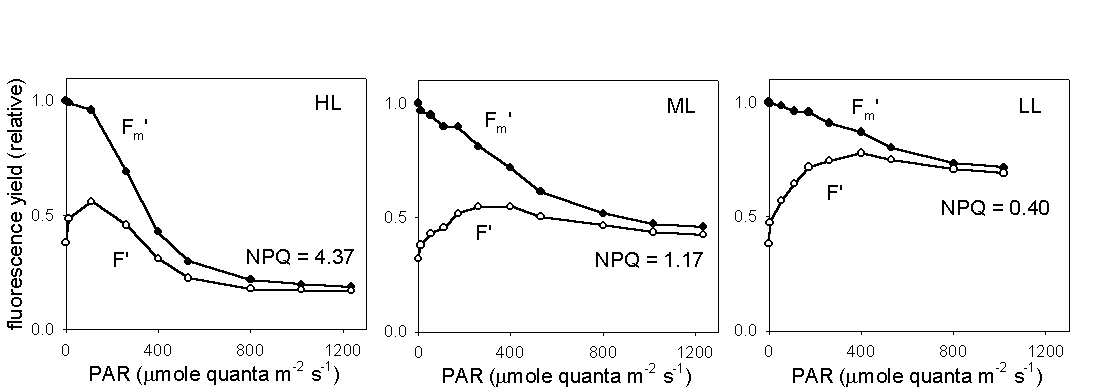 fluorescence yield (relative)
1.0
0.5
0.0
HL
Fm'
F'
NPQ = 4.37
0 400 800 1200
PAR (μmole quanta m-2 s-1)
1.0
0.5
0.0
ML
Fm'
F'
NPQ = 1.17
0 400 800 1200
PAR (μmole quanta m-2 s-1)
1.0
0.5
0.0
LL
Fm'
F'
NPQ = 0.40
0 400 800 1200
PAR (μmole quanta m-2 s-1)